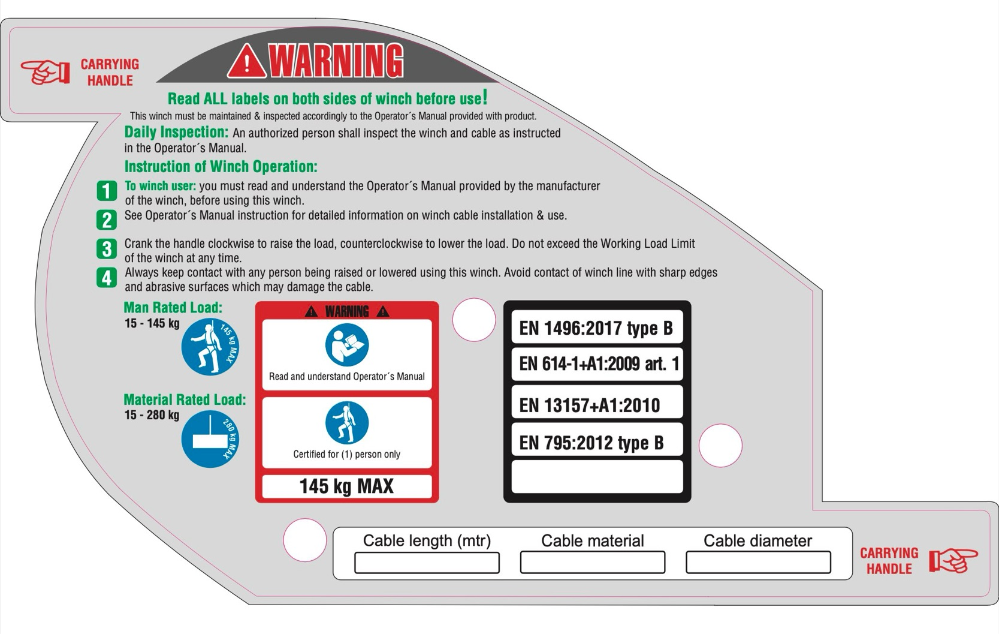 CARRYING
HANDLE
WARNING
Read ALL labels on both sides of winch before use!
This winch must be maintained & inspected accordingly to the Operator´s Manual provided with product.
Daily Inspection: An authorized person shall inspect the winch and cable as instructed
in the Operator´s Manual.
Instruction of Winch Operation:
1 To winch user: you must read and understand the Operator´s Manual provided by the manufacturer
of the winch, before using this winch.
2 See Operator´s Manual instruction for detailed information on winch cable installation & use.
3 Crank the handle clockwise to raise the load, counterclockwise to lower the load. Do not exceed the Working Load Limit
of the winch at any time.
4 Always keep contact with any person being raised or lowered using this winch. Avoid contact of winch line with sharp edges
and abrasive surfaces which may damage the cable.
Man Rated Load:
15 - 145 kg
145 kg MAX
Material Rated Load:
15 - 280 kg
280 kg MAX
WARNING
Read and understand Operator´s Manual
Certified for (1) person only
145 kg MAX
EN 1496:2017 type B
EN 614-1+A1:2009 art. 1
EN 13157+A1:2010
EN 795:2012 type B
Cable length (mtr)
Cable material
Cable diameter
CARRYING
HANDLE